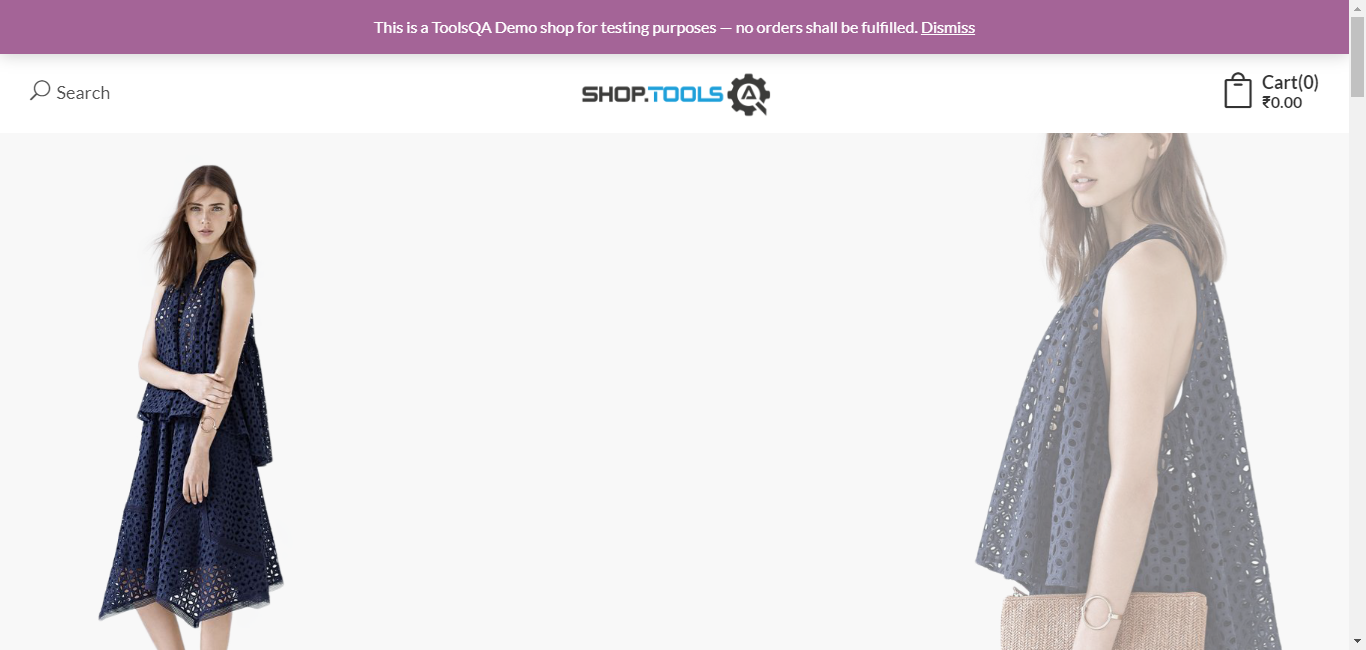 This is a ToolsQA Demo shop for testing purposes — no orders shall be fulfilled. Dismiss
Search
SHOP.TOOLS
Cart(0)
₹0.00